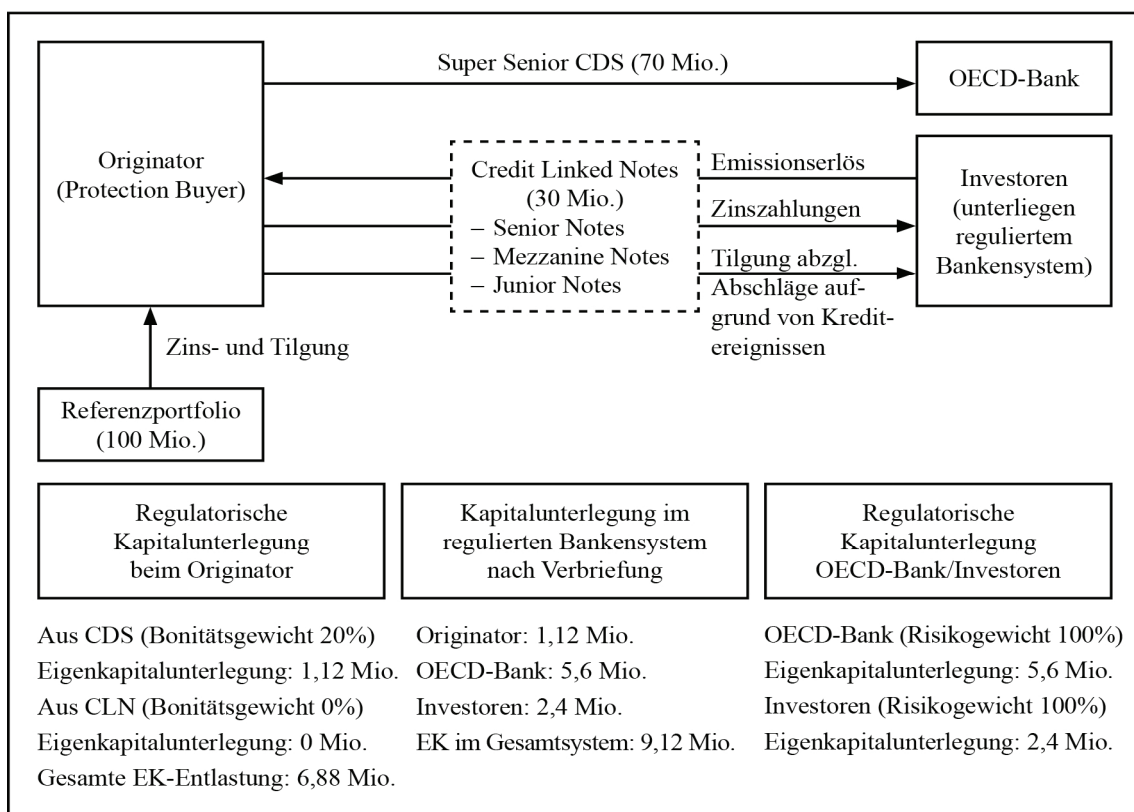 Super Senior CDS (70 Mio.)
OECD-Bank
Originator
(Protection Buyer)
Credit Linked Notes
(30 Mio.)
– Senior Notes
– Mezzanine Notes
– Junior Notes
Emissionserlös
Zinszahlungen
Tilgung abzgl.
Abschläge auf-
grund von Kredit-
ereignissen
Investoren
(unterliegen
reguliertem
Bankensystem)
Zins- und Tilgung
Referenzportfolio
(100 Mio.)
Regulatorische
Kapitalunterlegung
beim Originator
Kapitalunterlegung im
regulierten Bankensystem
nach Verbriefung
Regulatorische
Kapitalunterlegung
OECD-Bank/Investoren
Aus CDS (Bonitätsgewicht 20%)
Eigenkapitalunterlegung: 1,12 Mio.
Aus CLN (Bonitätsgewicht 0%)
Eigenkapitalunterlegung: 0 Mio.
Gesamte EK-Entlastung: 6,88 Mio.
Originator: 1,12 Mio.
OECD-Bank: 5,6 Mio.
Investoren: 2,4 Mio.
EK im Gesamtsystem: 9,12 Mio.
OECD-Bank (Risikogewicht 100%)
Eigenkapitalunterlegung: 5,6 Mio.
Investoren (Risikogewicht 100%)
Eigenkapitalunterlegung: 2,4 Mio.